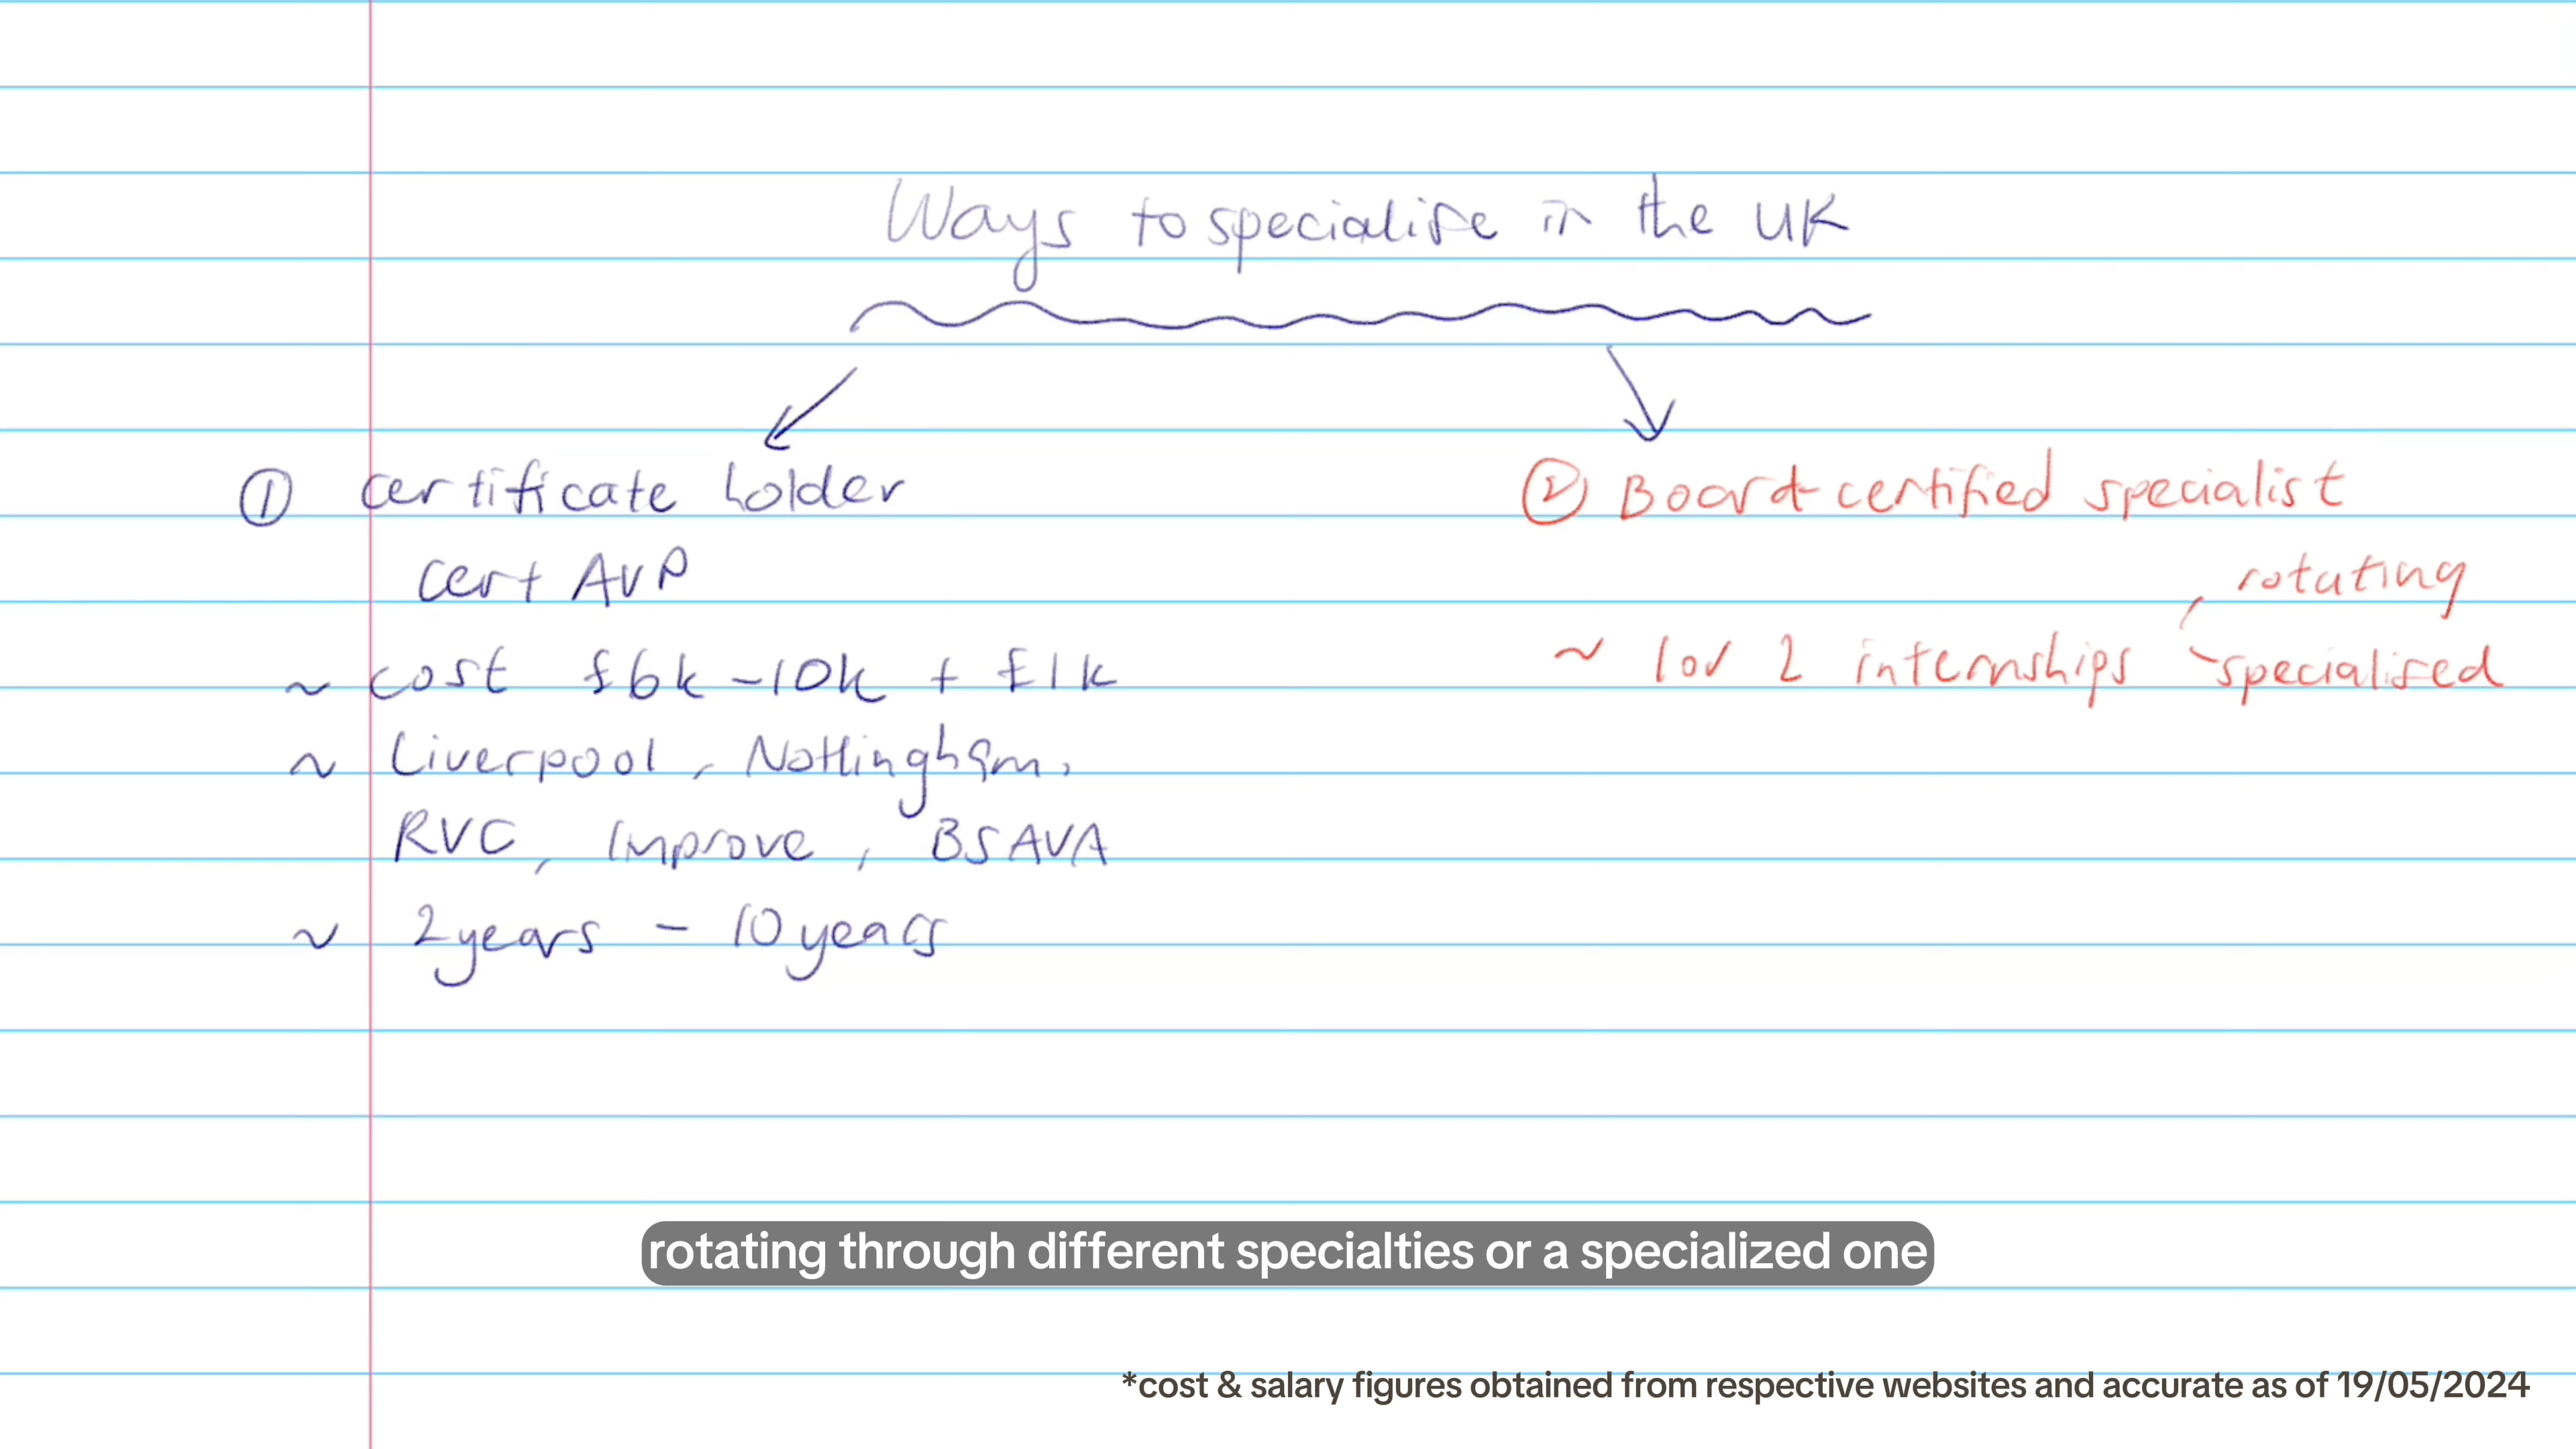 Ways to specialise in the UK
① certificate holder
cert AVP
~ cost £6k - 10k + £1k
~ Liverpool, Nottingham,
RVC, Improve, BSAVA
~ 2 years - 10 years
② Board certified specialist
rotating
~ 1 or 2 internships
specialised
rotating through different specialties or a specialized one
*cost & salary figures obtained from respective websites and accurate as of 19/05/2024